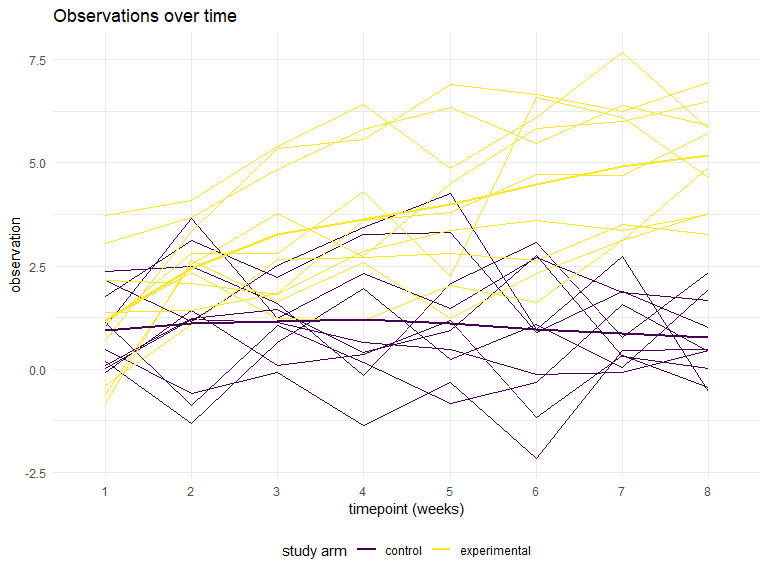 Observations over time
observation
7.5
5.0
2.5
0.0
-2.5
1 2 3 4 5 6 7 8
timepoint (weeks)
study arm control experimental